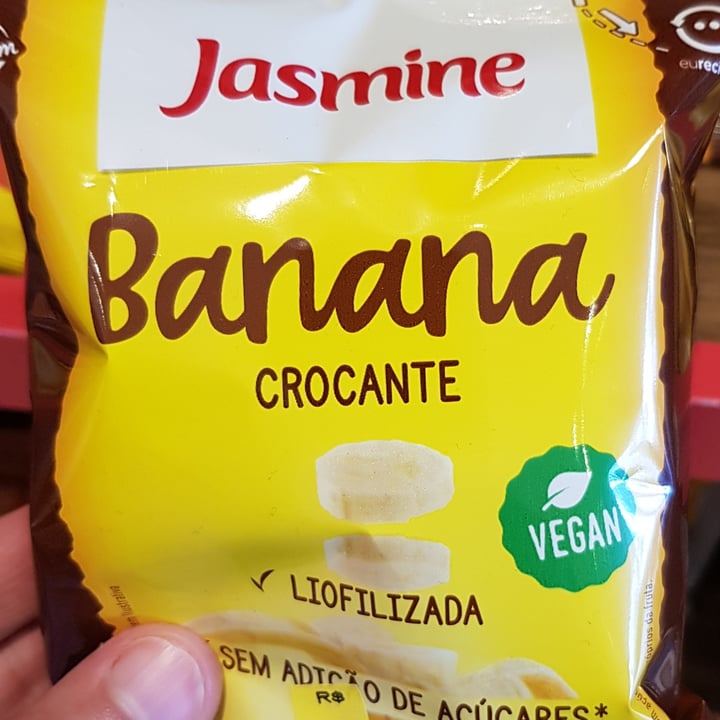 Jasmine
Banana
CROCANTE
VEGAN
✓ LIOFILIZADA
SEM ADIÇÃO DE AÇÚCARES*
R$